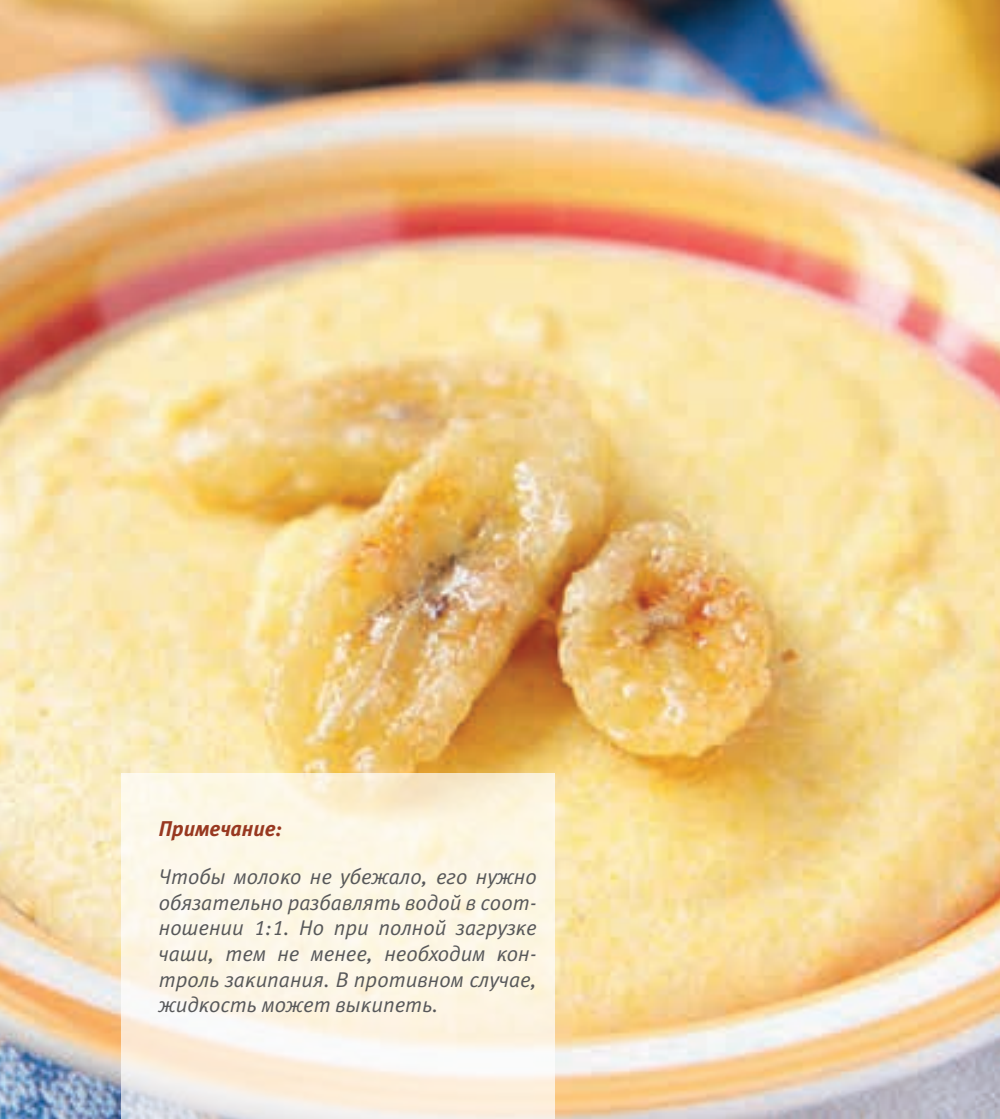 Примечание:
Чтобы молоко не убежало, его нужно
обязательно разбавлять водой в соот-
ношении 1:1. Но при полной загрузке
чаши, тем не менее, необходим кон-
троль закипания. В противном случае,
жидкость может выкипеть.